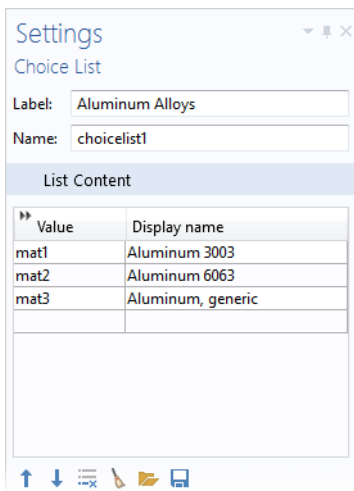 Settings
Choice List
Label: Aluminum Alloys
Name: choicelist1
List Content
Value Display name
mat1 Aluminum 3003
mat2 Aluminum 6063
mat3 Aluminum, generic